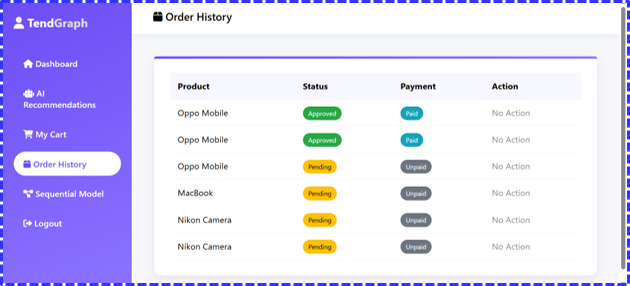 TendGraph
Dashboard
AI
Recommendations
My Cart
Order History
Sequential Model
Logout
Order History
Product Status Payment Action
Oppo Mobile Approved Paid No Action
Oppo Mobile Approved Paid No Action
Oppo Mobile Pending Unpaid No Action
MacBook Pending Unpaid No Action
Nikon Camera Pending Unpaid No Action
Nikon Camera Pending Unpaid No Action